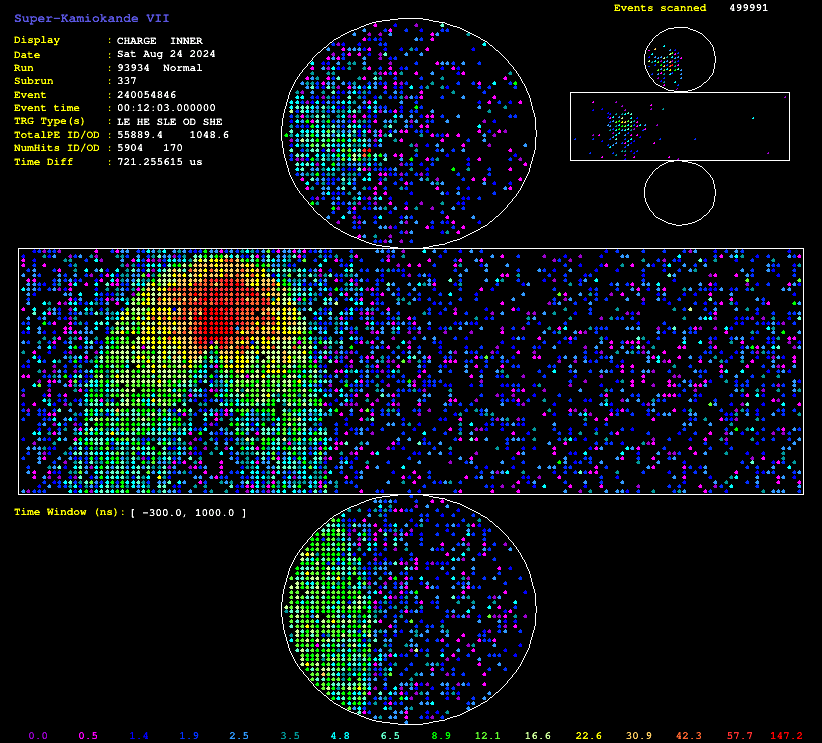 Super-Kamiokande VII
Events scanned 499991
Display : CHARGE INNER
Date : Sat Aug 24 2024
Run : 93934 Normal
Subrun : 337
Event : 240054846
Event time : 00:12:03.000000
TRG Type(s) : LE HE SLE OD SHE
TotalPE ID/OD : 55889.4 1048.6
NumHits ID/OD : 5904 170
Time Diff : 721.255615 us
Time Window (ns): [ -300.0, 1000.0 ]
0.0 0.5 1.4 1.9 2.5 3.5 4.8 6.5 8.9 12.1 16.6 22.6 30.9 42.3 57.7 147.2